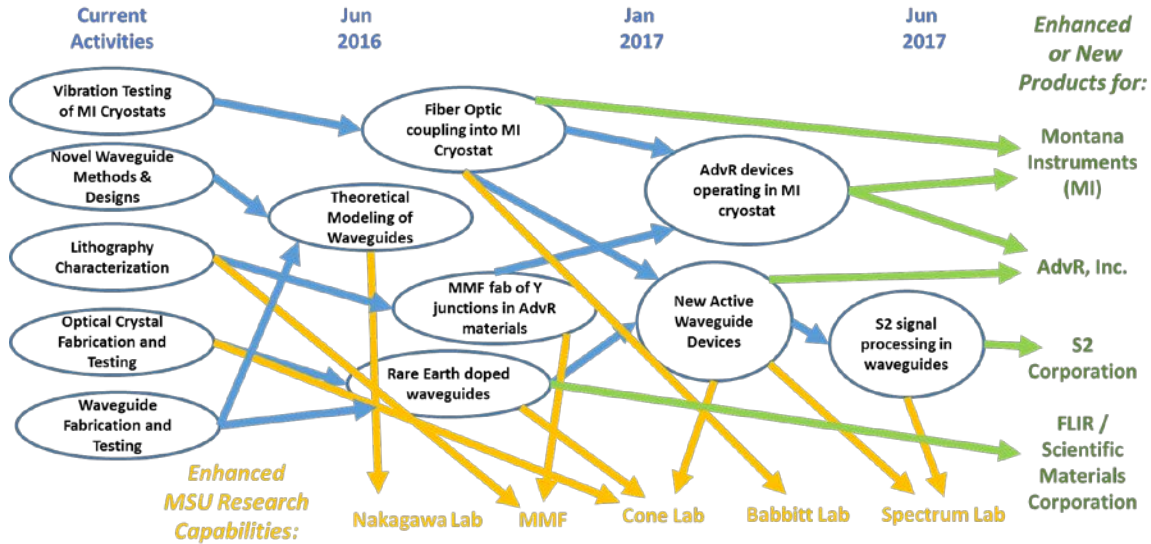 Current
Activities
Jun
2016
Jan
2017
Jun
2017
Enhanced
or New
Products for:
Vibration Testing
of MI Cryostats
Novel Waveguide
Methods &
Designs
Lithography
Characterization
Optical Crystal
Fabrication and
Testing
Waveguide
Fabrication and
Testing
Fiber Optic
coupling into MI
Cryostat
Theoretical
Modeling of
Waveguides
MMF fab of Y
junctions in AdvR
materials
Rare Earth doped
waveguides
AdvR devices
operating in MI
cryostat
New Active
Waveguide
Devices
S2 signal
processing in
waveguides
Montana
Instruments
(MI)
AdvR, Inc.
S2
Corporation
FLIR /
Scientific
Materials
Corporation
Enhanced
MSU Research
Capabilities:
Nakagawa Lab
MMF
Cone Lab
Babbitt Lab
Spectrum Lab